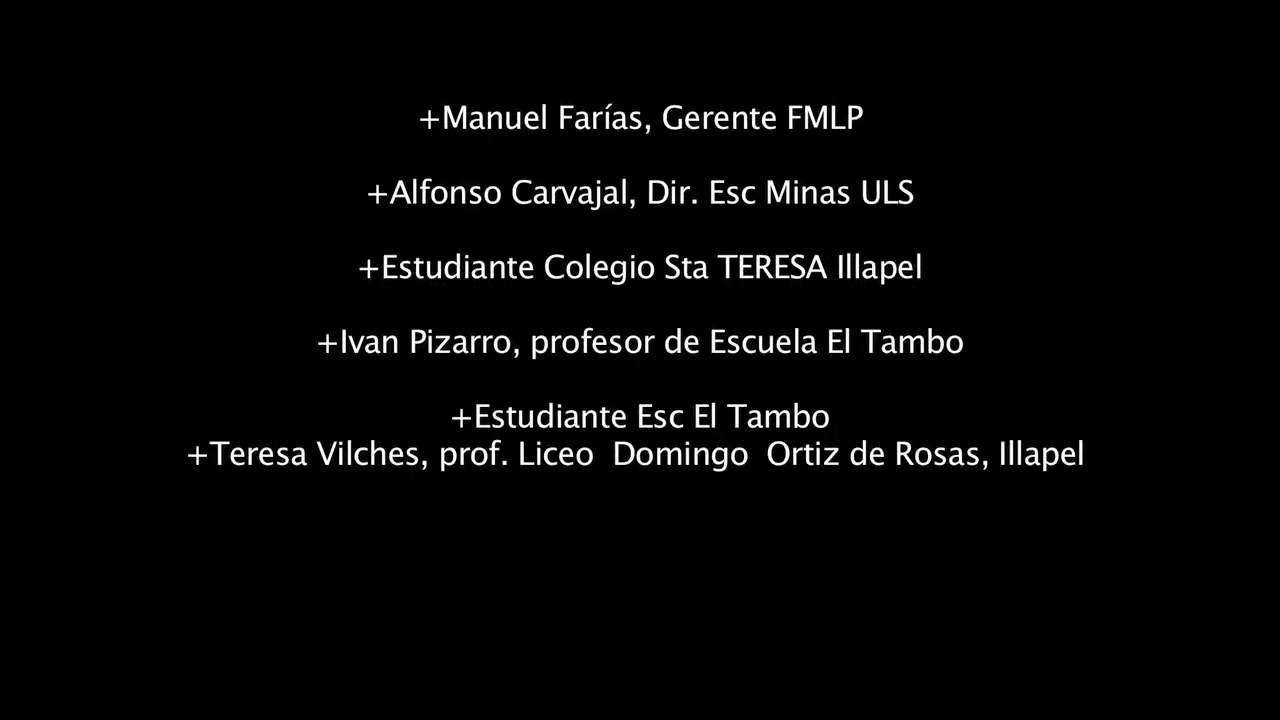 +Manuel Farías, Gerente FMLP
+Alfonso Carvajal, Dir. Esc Minas ULS
+Estudiante Colegio Sta TERESA Illapel
+Ivan Pizarro, profesor de Escuela El Tambo
+Estudiante Esc El Tambo
+Teresa Vilches, prof. Liceo  Domingo  Ortiz de Rosas, Illapel